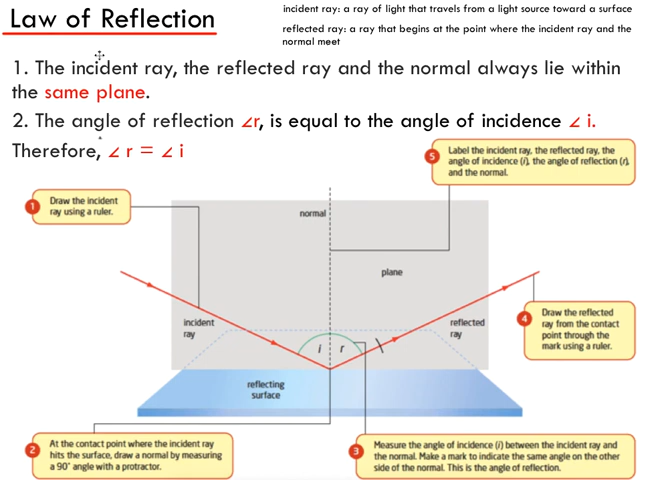 Law of Reflection
incident ray: a ray of light that travels from a light source toward a surface
reflected ray: a ray that begins at the point where the incident ray and the
normal meet
1. The incident ray, the reflected ray and the normal always lie within
the same plane.
2. The angle of reflection ∠r, is equal to the angle of incidence ∠ i.
Therefore, ∠ r = ∠ i
5
Label the incident ray, the reflected ray, the
angle of incidence (i), the angle of reflection (r),
and the normal.
1
Draw the incident
ray using a ruler.
normal
plane
incident
ray
reflected
ray
i
r
4
Draw the reflected
ray from the contact
point through the
mark using a ruler.
reflecting
surface
2
At the contact point where the incident ray
hits the surface, draw a normal by measuring
a 90° angle with a protractor.
3
Measure the angle of incidence (i) between the incident ray and
the normal. Make a mark to indicate the same angle on the other
side of the normal. This is the angle of reflection.